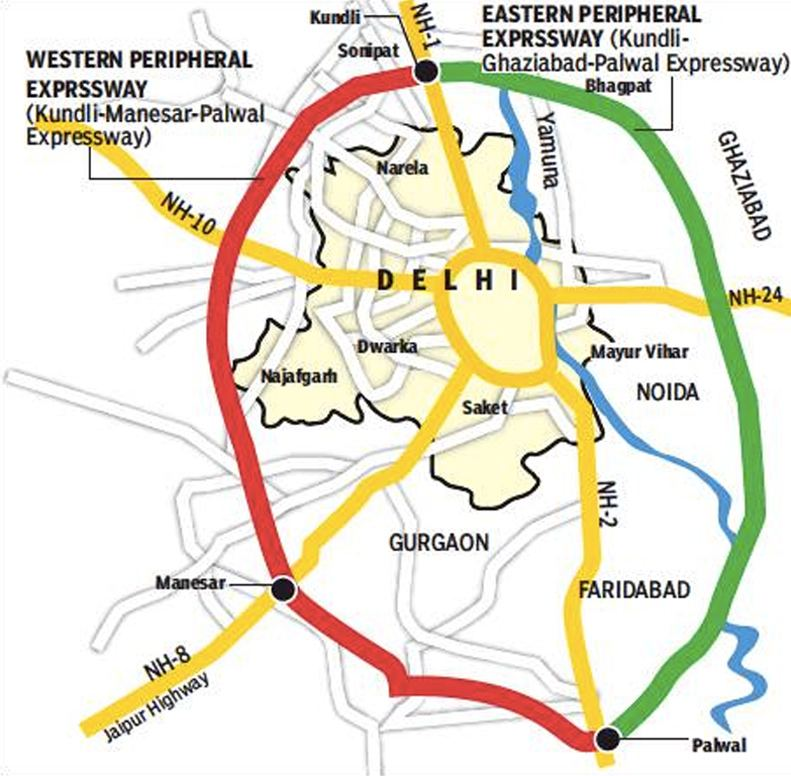 Kundli
NH-1
EASTERN PERIPHERAL
EXPRSSWAY (Kundli-
Ghaziabad-Palwal Expressway)
Sonipat
WESTERN PERIPHERAL
EXPRSSWAY
(Kundli-Manesar-Palwal
Expressway)
Bhagpat
Yamuna
GHAZIABAD
Narela
NH-10
DELHI
NH-24
Dwarka
Mayur Vihar
Najafgarh
NOIDA
Saket
NH-2
GURGAON
Manesar
FARIDABAD
NH-8
Jaipur Highway
Palwal